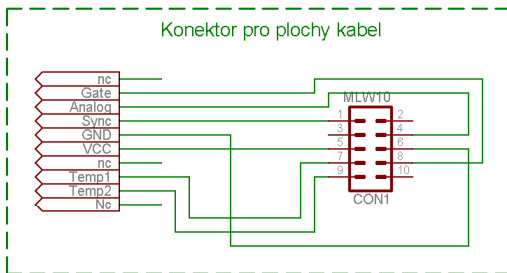 Konektor pro plochy kabel
nc
Gate
Analog
Sync
GND
VCC
nc
Temp1
Temp2
Nc
MLW10
1 2
3 4
5 6
7 8
9 10
CON1